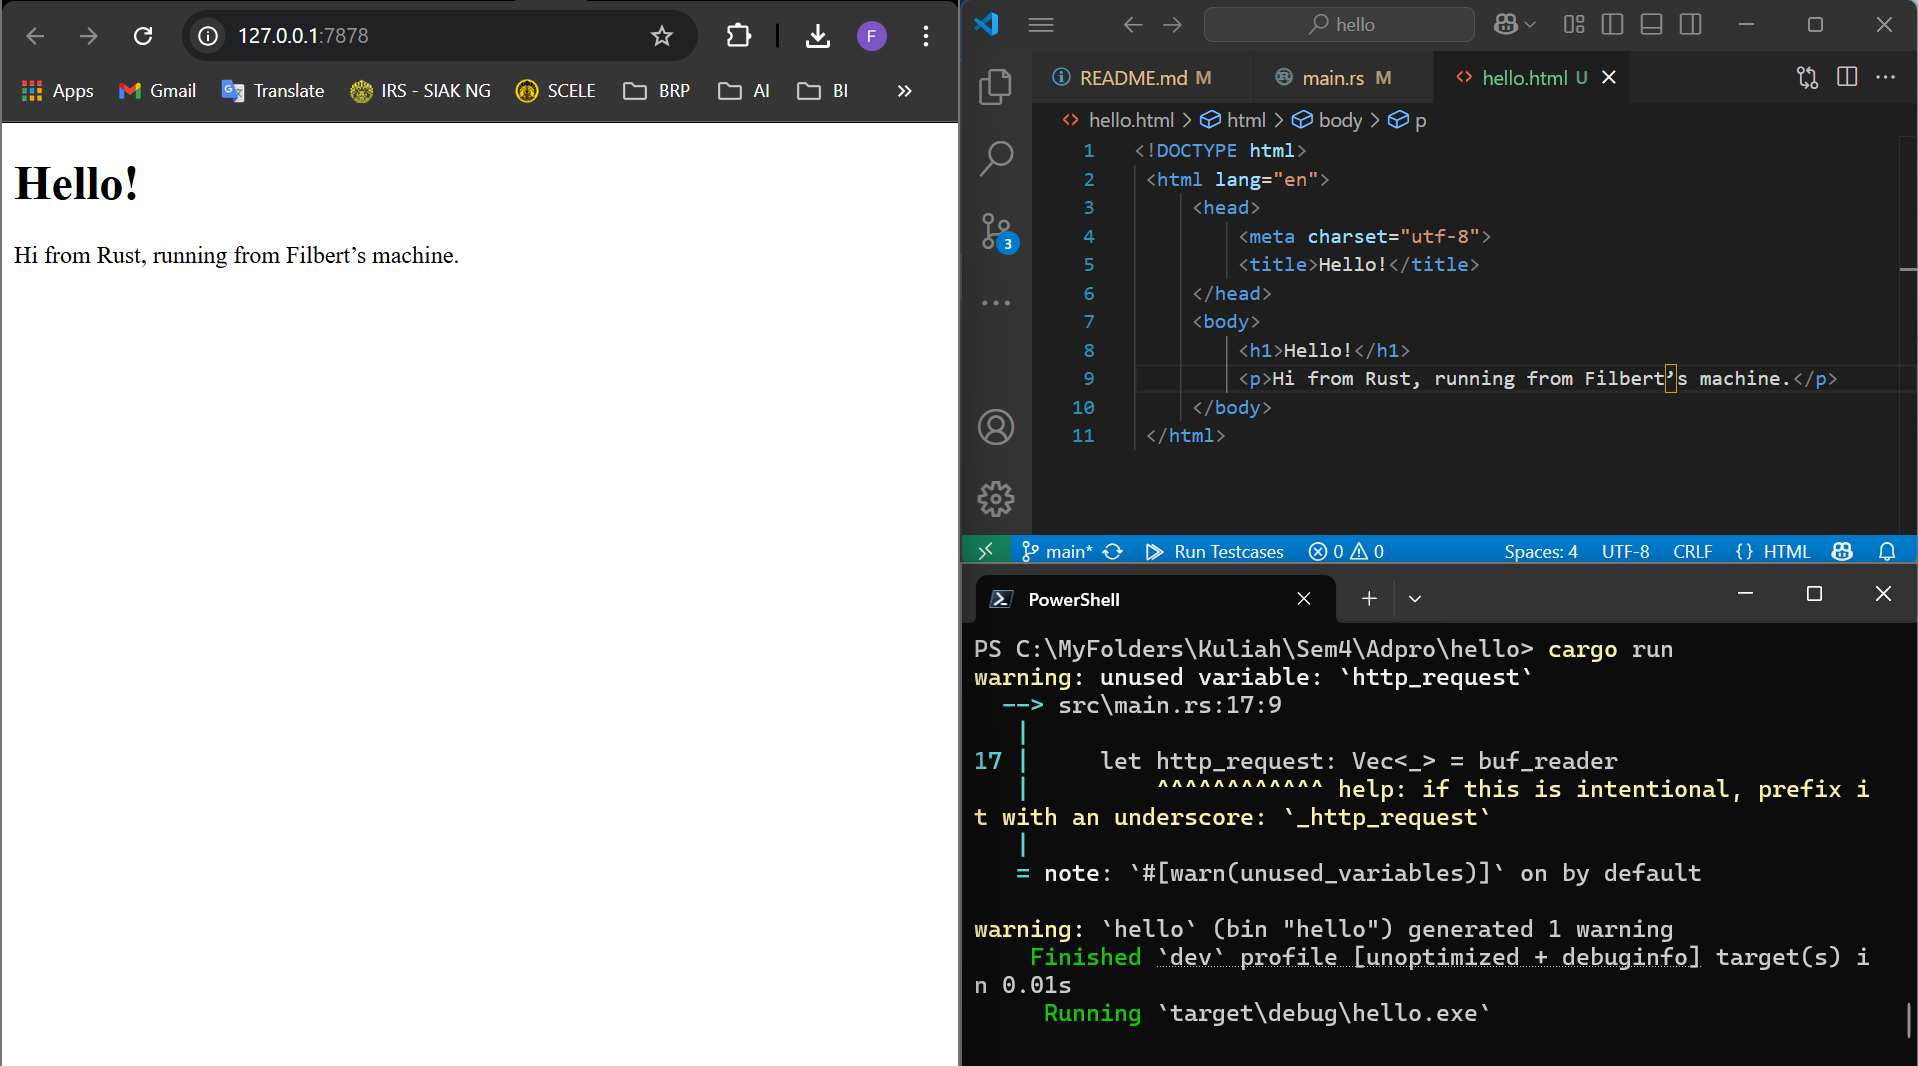 127.0.0.1:7878
F
Apps
Gmail
Translate
IRS - SIAK NG
SCELE
BRP
AI
BI
Hello!
Hi from Rust, running from Filbert’s machine.
hello
README.md M
main.rs M
hello.html U
hello.html > html > body > p
3
1 <!DOCTYPE html>
2 <html lang="en">
3 <head>
4 <meta charset="utf-8">
5 <title>Hello!</title>
6 </head>
7 <body>
8 <h1>Hello!</h1>
9 <p>Hi from Rust, running from Filbert’s machine.</p>
10 </body>
11 </html>
main* Run Testcases 0 0 Spaces: 4 UTF-8 CRLF {} HTML
PowerShell
PS C:\MyFolders\Kuliah\Sem4\Adpro\hello> cargo run
warning: unused variable: `http_request`
--> src\main.rs:17:9
|
17 | let http_request: Vec<_> = buf_reader
| ^^^^^^^^^^^^ help: if this is intentional, prefix i
t with an underscore: `_http_request`
|
= note: `#[warn(unused_variables)]` on by default
warning: `hello` (bin "hello") generated 1 warning
Finished `dev` profile [unoptimized + debuginfo] target(s) i
n 0.01s
Running `target\debug\hello.exe`